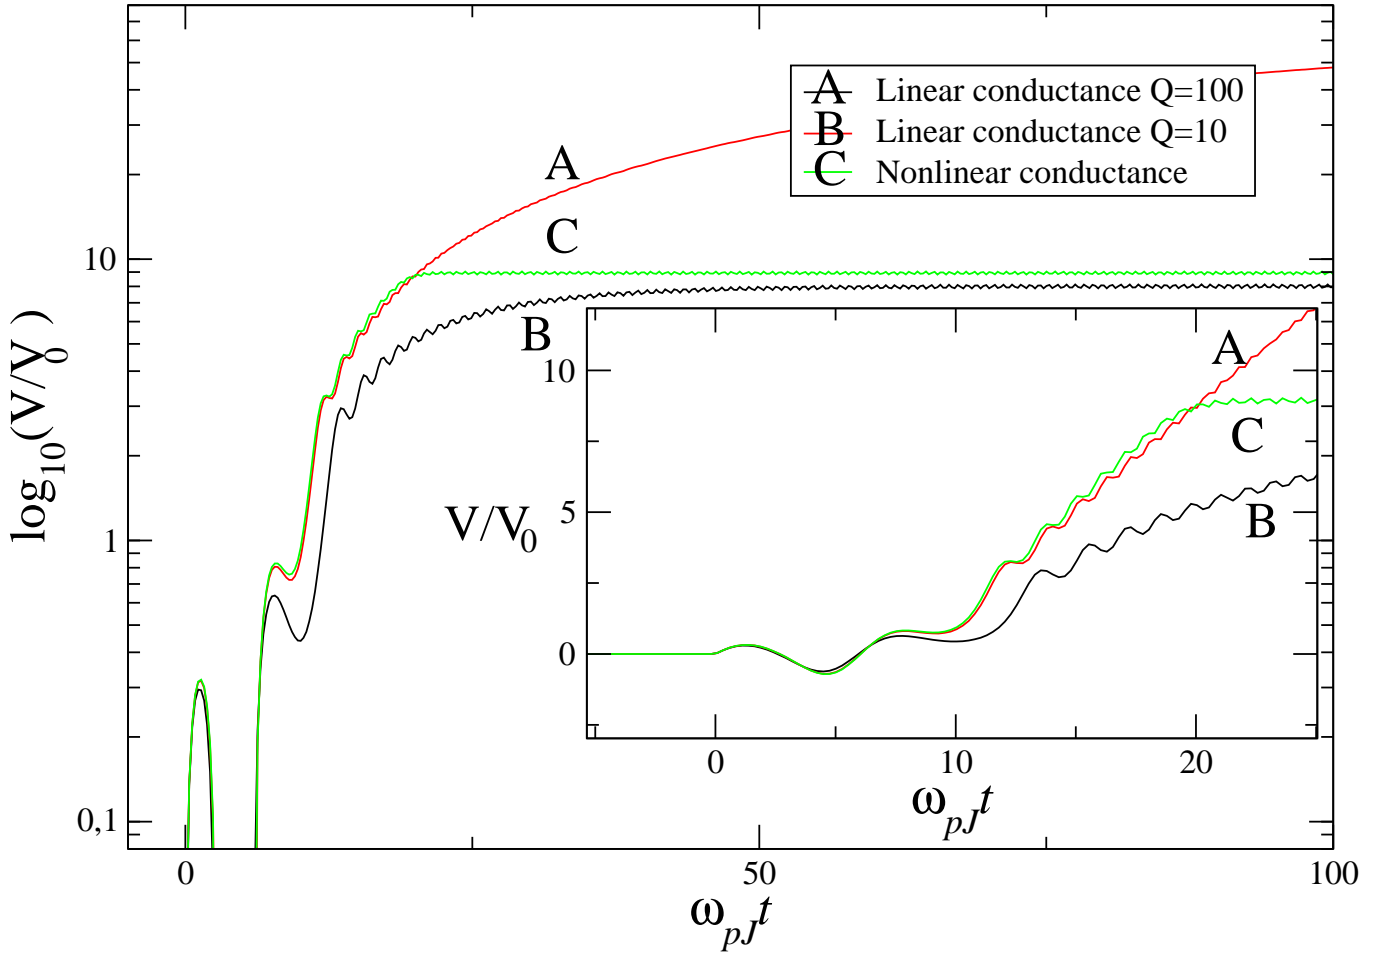 log10(V/V0)
10
1
0,1
0
50
100
ωpJt
A Linear conductance Q=100
B Linear conductance Q=10
C Nonlinear conductance
A
C
B
V/V0
10
5
0
0
10
20
ωpJt
A
C
B